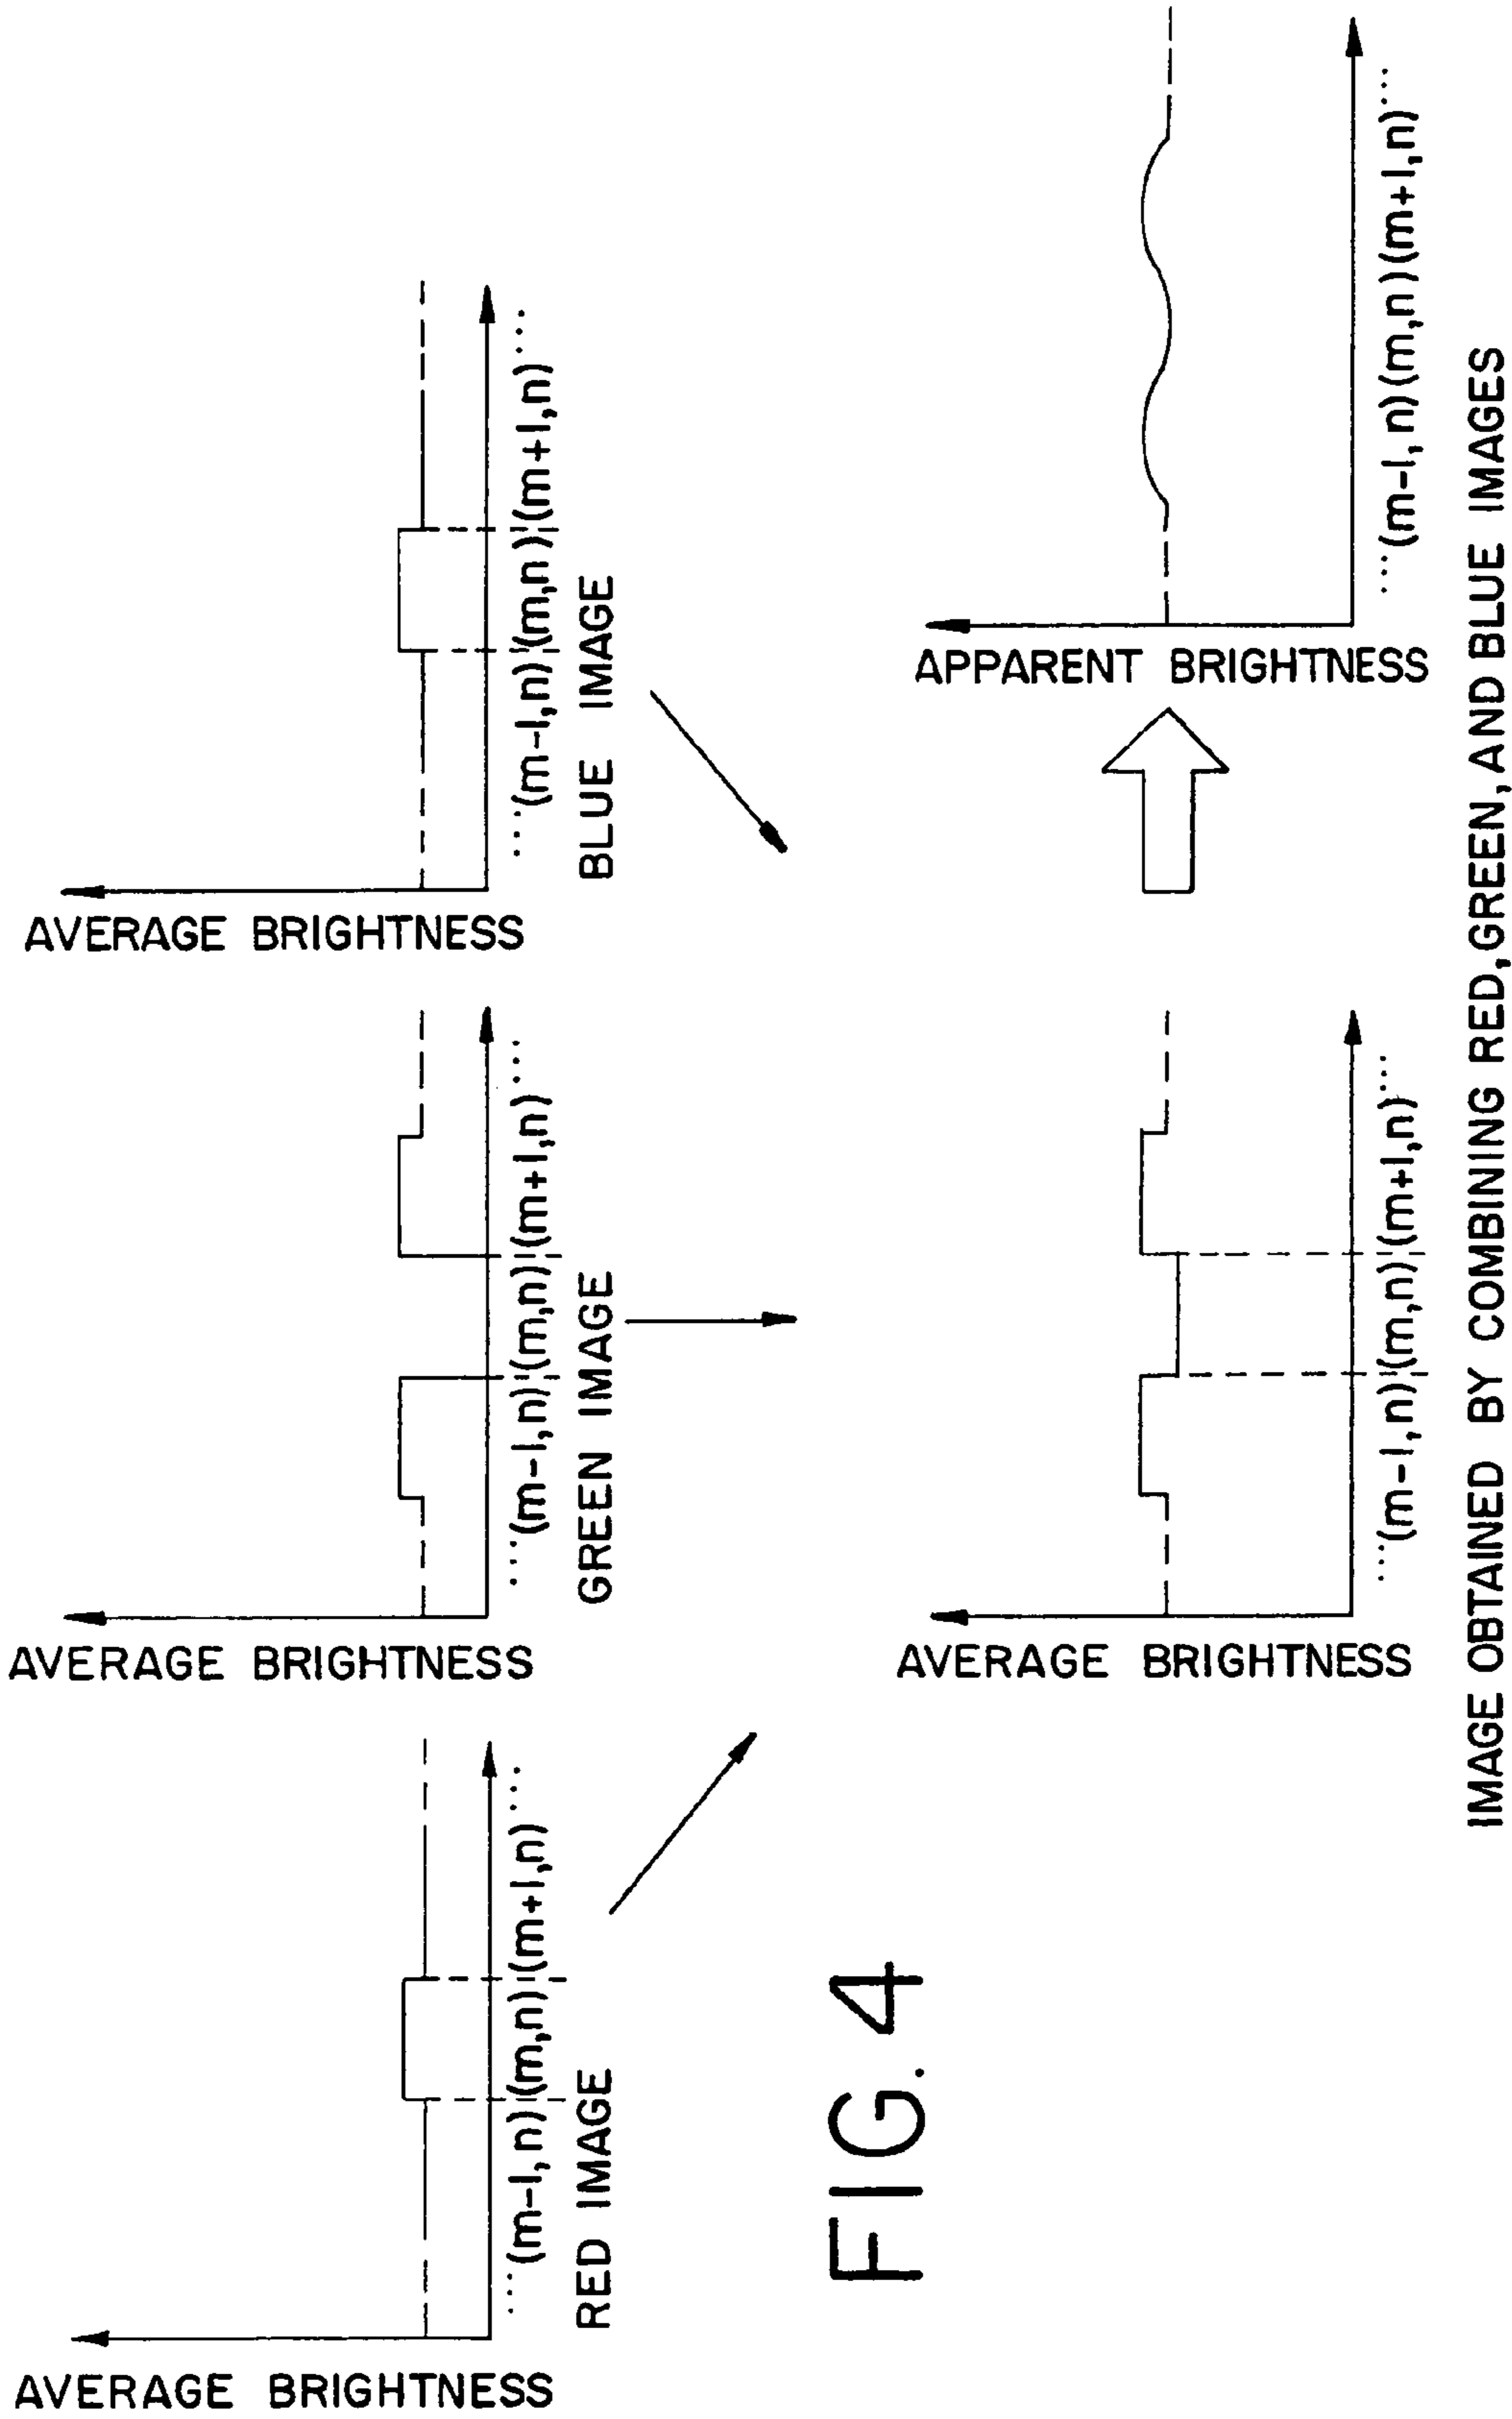 AVERAGE BRIGHTNESS
....(m-1,n)(m,n)(m+1,n)....
RED IMAGE
AVERAGE BRIGHTNESS
....(m-1,n)(m,n)(m+1,n)....
GREEN IMAGE
AVERAGE BRIGHTNESS
....(m-1,n)(m,n)(m+1,n)....
BLUE IMAGE
FIG. 4
AVERAGE BRIGHTNESS
....(m-1,n)(m,n)(m+1,n)....
APPARENT BRIGHTNESS
....(m-1,n)(m,n)(m+1,n)....
IMAGE OBTAINED BY COMBINING RED, GREEN, AND BLUE IMAGES